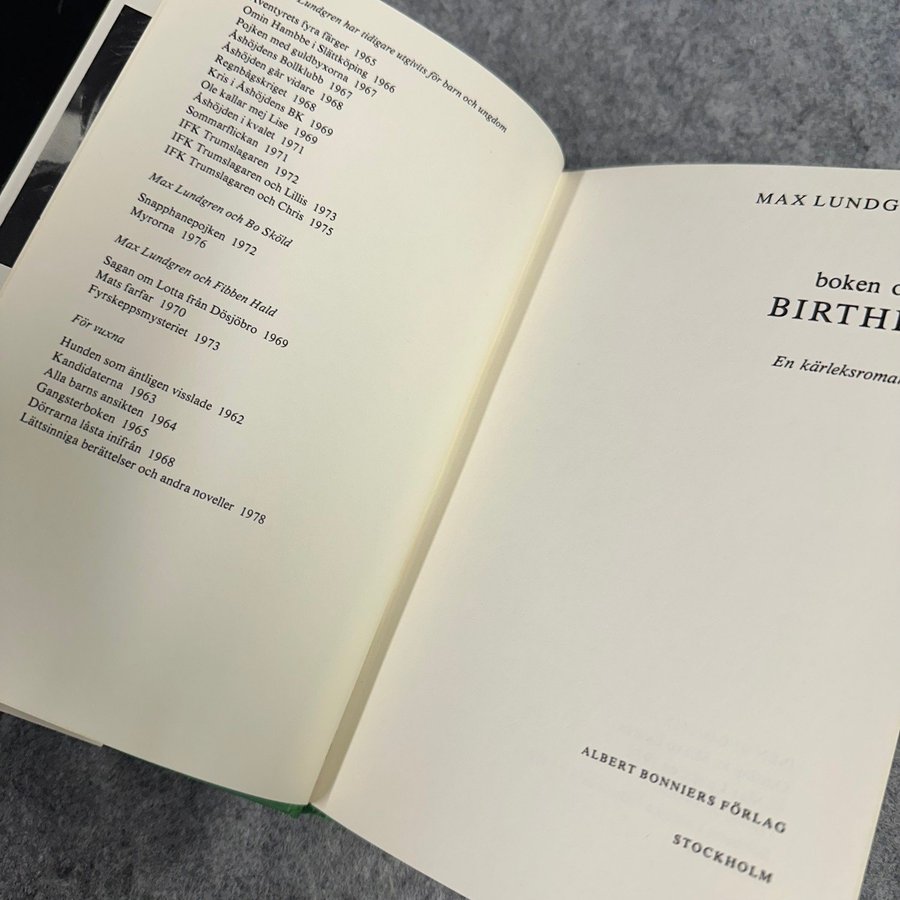 Lundgren har tidigare utgivits för barn och ungdom
Äventyrets fyra färger 1965
Omin Hambbe i Slättköping 1966
Pojken med guldbyxorna 1967
Åshöjdens Bollklubb 1967
Åshöjden går vidare 1968
Regnbågskriget 1968
Kris i Åshöjdens BK 1969
Ole kallar mej Lise 1969
Åshöjden i kvalet 1971
Sommarflickan 1971
IFK Trumslagaren 1972
IFK Trumslagaren och Lillis 1973
IFK Trumslagaren och Chris 1975
Max Lundgren och Bo Sköld
Snapphanepojken 1972
Myrorna 1976
Max Lundgren och Fibben Hald
Sagan om Lotta från Dösjöbro 1969
Mats farfar 1970
Fyrskeppsmysteriet 1973
För vuxna
Hunden som äntligen visslade 1962
Kandidaterna 1963
Alla barns ansikten 1964
Gangsterboken 1965
Dörrarna låsta inifrån 1968
Lättsinniga berättelser och andra noveller 1978
MAX LUNDG
boken
BIRTH
En kärleksroman
ALBERT BONNIERS FÖRLAG
STOCKHOLM